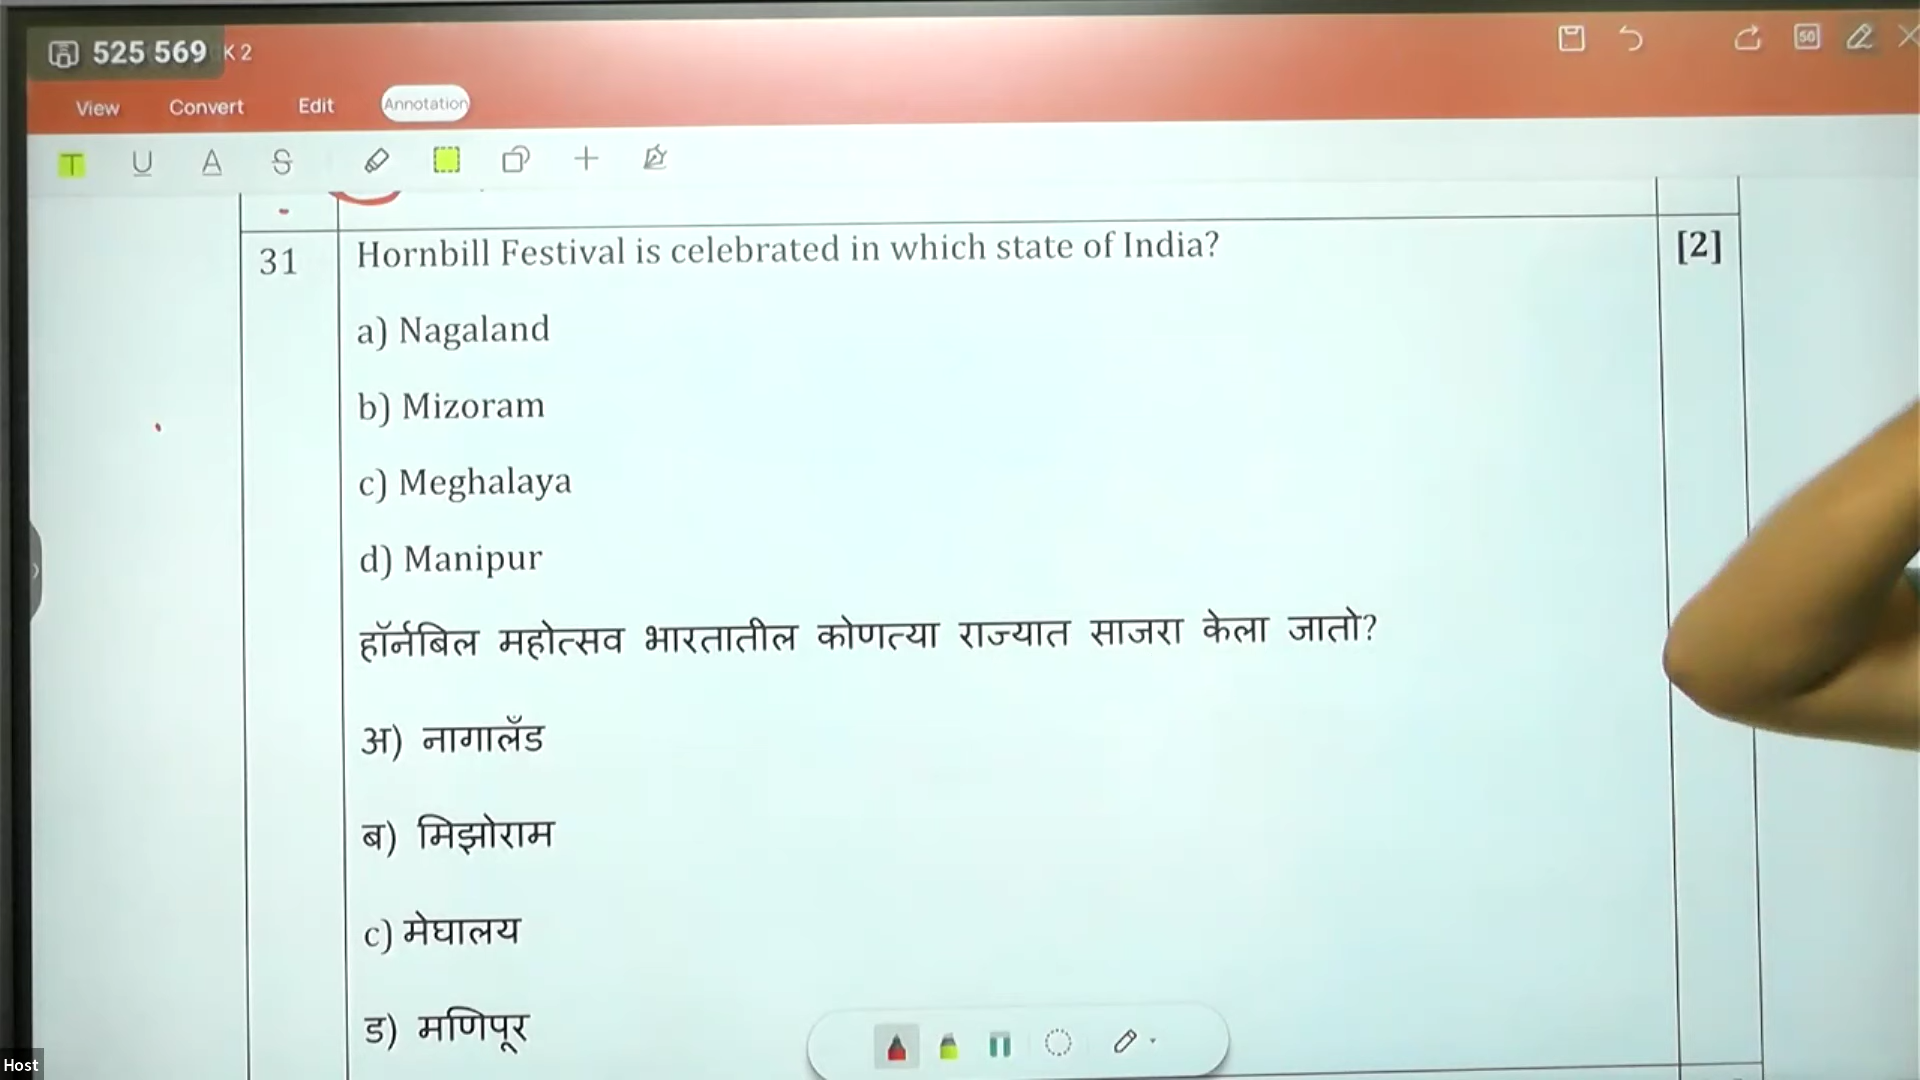 525 569 K 2
View Convert Edit Annotation
T U A S
50
31 Hornbill Festival is celebrated in which state of India? [2]
a) Nagaland
b) Mizoram
c) Meghalaya
d) Manipur
हॉर्नबिल महोत्सव भारतातील कोणत्या राज्यात साजरा केला जातो?
अ) नागालँड
ब) मिझोराम
c) मेघालय
ड) मणिपूर
Host